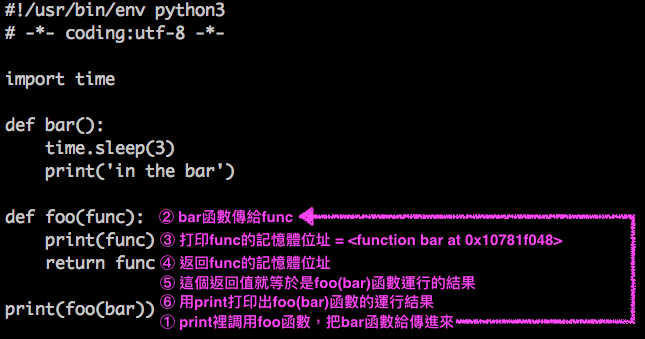 #!/usr/bin/env python3
# -*- coding:utf-8 -*-
import time
def bar():
    time.sleep(3)
    print('in the bar')
def foo(func): ② bar函數傳給func
    print(func) ③ 打印func的記憶體位址 = <function bar at 0x10781f048>
    return func ④ 返回func的記憶體位址
⑤ 這個返回值就等於是foo(bar)函數運行的結果
⑥ 用print打印出foo(bar)函數的運行結果
print(foo(bar))
① print裡調用foo函數，把bar函數給傳進來